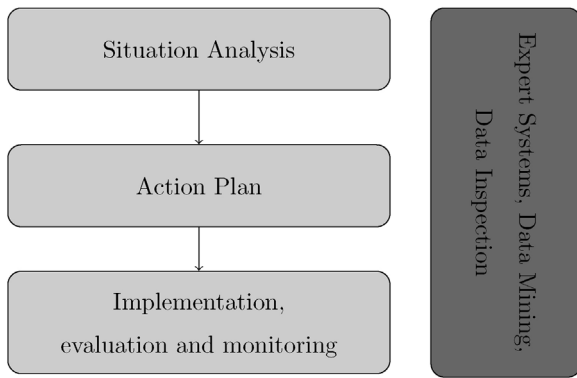 Situation Analysis
Action Plan
Implementation,
evaluation and monitoring
Expert Systems, Data Mining,
Data Inspection